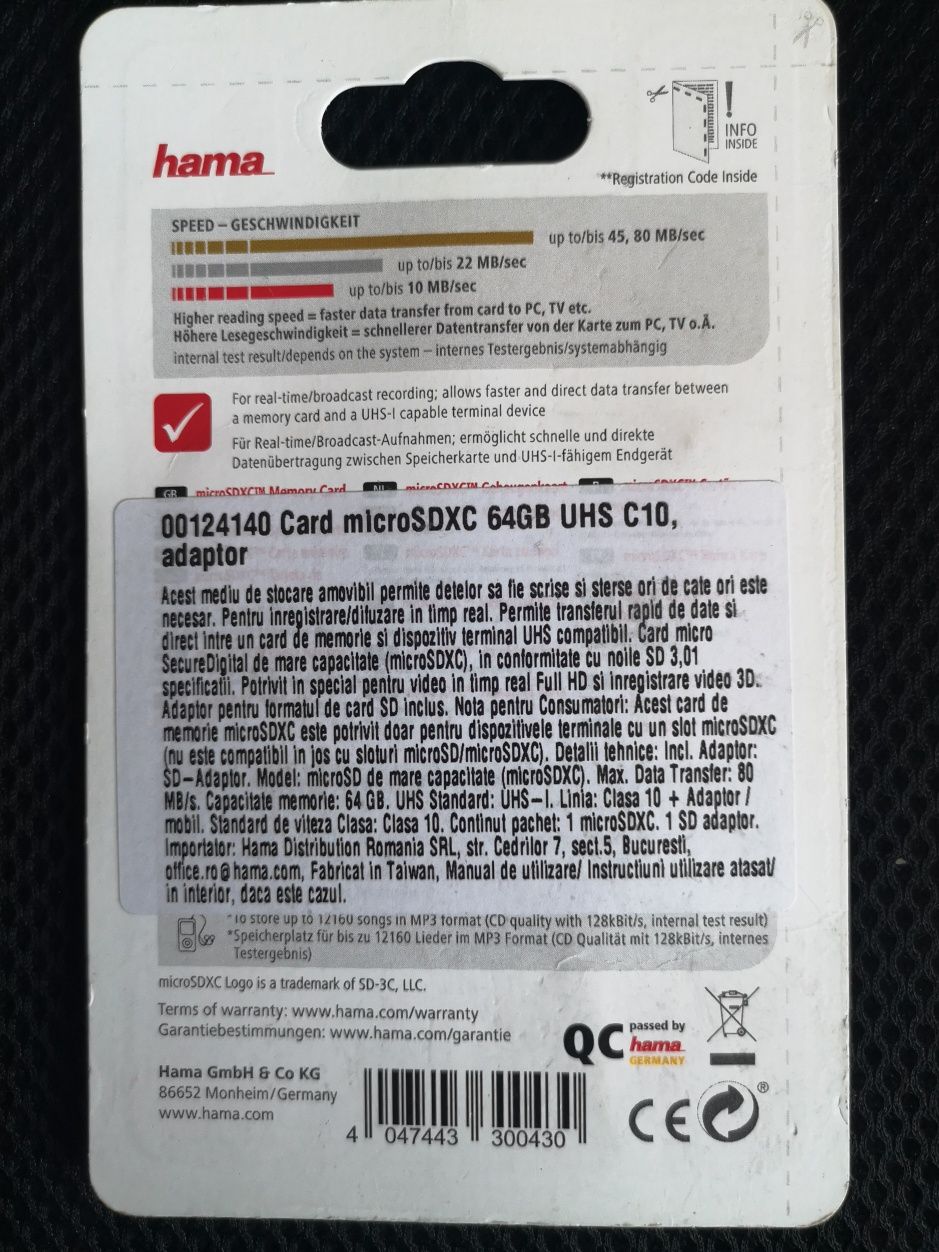 hama
INFO
INSIDE
**Registration Code Inside
SPEED – GESCHWINDIGKEIT
up to/bis 45, 80 MB/sec
up to/bis 22 MB/sec
up to/bis 10 MB/sec
Higher reading speed = faster data transfer from card to PC, TV etc.
Höhere Lesegeschwindigkeit = schnellerer Datentransfer von der Karte zum PC, TV o.Ä.
internal test result/depends on the system – internes Testergebnis/systemabhängig
For real-time/broadcast recording; allows faster and direct data transfer between
a memory card and a UHS-I capable terminal device
Für Real-time/Broadcast-Aufnahmen; ermöglicht schnelle und direkte
Datenübertragung zwischen Speicherkarte und UHS-I-fähigem Endgerät
GB microSDXC™ Memory Card NL
00124140 Card microSDXC 64GB UHS C10,
adaptor
Acest mediu de stocare amovibil permite detelor sa fie scrise si sterse ori de cate ori este
necesar. Pentru inregistrare/difuzare in timp real. Permite transferul rapid de date si
direct intre un card de memorie si dispozitiv terminal UHS compatibil. Card micro
SecureDigital de mare capacitate (microSDXC), in conformitate cu noile SD 3,01
specificatii. Potrivit in special pentru video in timp real Full HD si inregistrare video 3D.
Adaptor pentru formatul de card SD inclus. Nota pentru Consumatori: Acest card de
memorie microSDXC este potrivit doar pentru dispozitivele terminale cu un slot microSDXC
(nu este compatibil in jos cu sloturi microSD/microSDXC). Detalii tehnice: Incl. Adaptor:
SD-Adaptor. Model: microSD de mare capacitate (microSDXC). Max. Data Transfer: 80
MB/s. Capacitate memorie: 64 GB. UHS Standard: UHS-I. Linia: Clasa 10 + Adaptor /
mobil. Standard de viteza Clasa: Clasa 10. Continut pachet: 1 microSDXC. 1 SD adaptor.
Importator: Hama Distribution Romania SRL, str. Cedrilor 7, sect.5, Bucuresti,
office.ro@hama.com, Fabricat in Taiwan, Manual de utilizare/ Instructiuni utilizare atasat/
in interior, daca este cazul.
*To store up to 12160 songs in MP3 format (CD quality with 128kBit/s, internal test result)
*Speicherplatz für bis zu 12160 Lieder im MP3 Format (CD Qualität mit 128kBit/s, internes
Testergebnis)
microSDXC Logo is a trademark of SD-3C, LLC.
Terms of warranty: www.hama.com/warranty
Garantiebestimmungen: www.hama.com/garantie
QC passed by
hama
GERMANY
Hama GmbH & Co KG
86652 Monheim/Germany
www.hama.com
4 047443 300430
CE
®